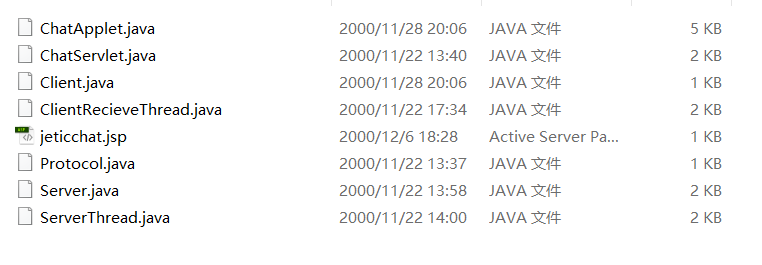 ChatApplet.java 2000/11/28 20:06 JAVA 文件 5 KB
ChatServlet.java 2000/11/22 13:40 JAVA 文件 2 KB
Client.java 2000/11/28 20:06 JAVA 文件 1 KB
ClientRecieveThread.java 2000/11/22 17:34 JAVA 文件 2 KB
jeticchat.jsp 2000/12/6 18:28 Active Server Pa... 1 KB
Protocol.java 2000/11/22 13:37 JAVA 文件 1 KB
Server.java 2000/11/22 13:58 JAVA 文件 2 KB
ServerThread.java 2000/11/22 14:00 JAVA 文件 2 KB